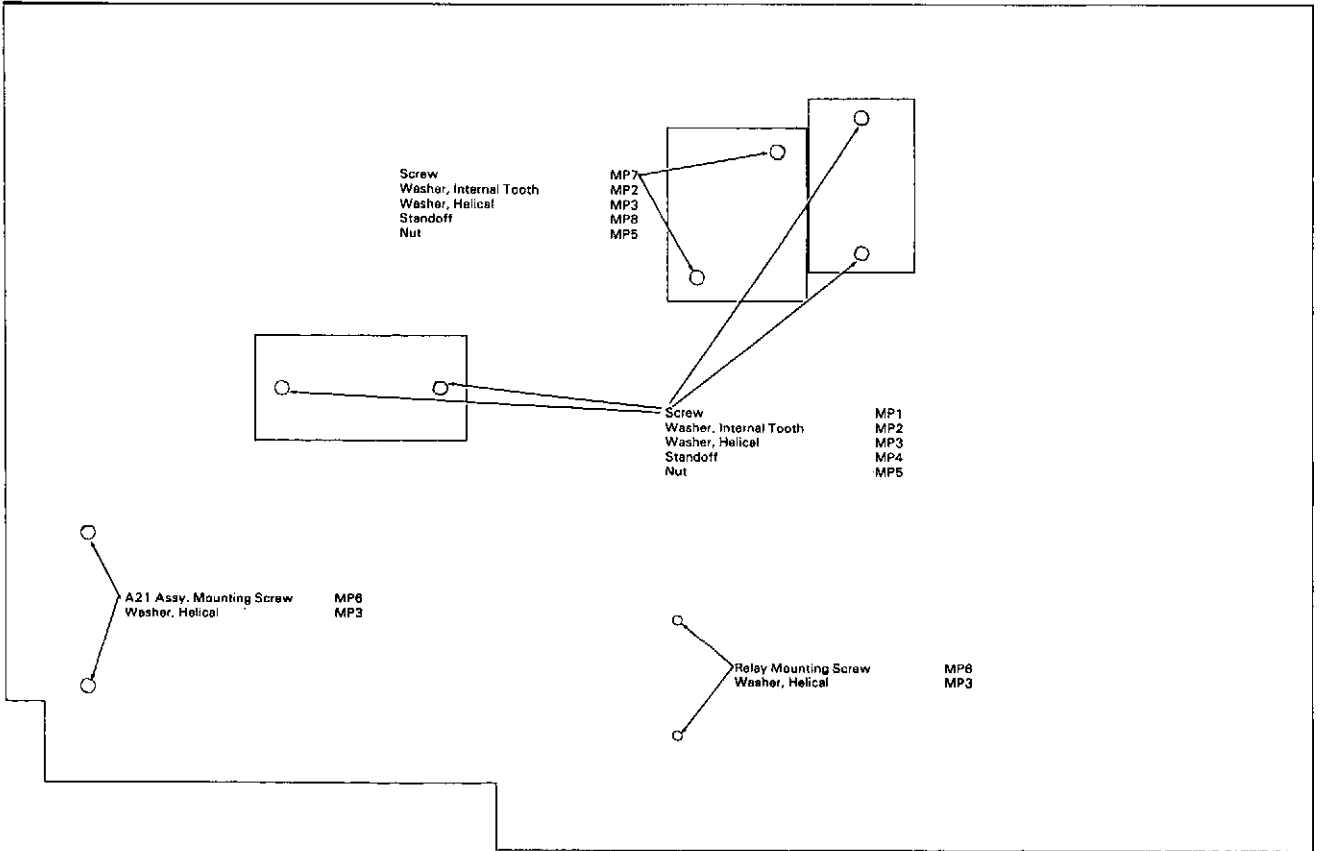 Screw MP7
Washer, Internal Tooth MP2
Washer, Helical MP3
Standoff MP8
Nut MP5
Screw MP1
Washer, Internal Tooth MP2
Washer, Helical MP3
Standoff MP4
Nut MP5
A21 Assy. Mounting Screw MP6
Washer, Helical MP3
Relay Mounting Screw MP6
Washer, Helical MP3